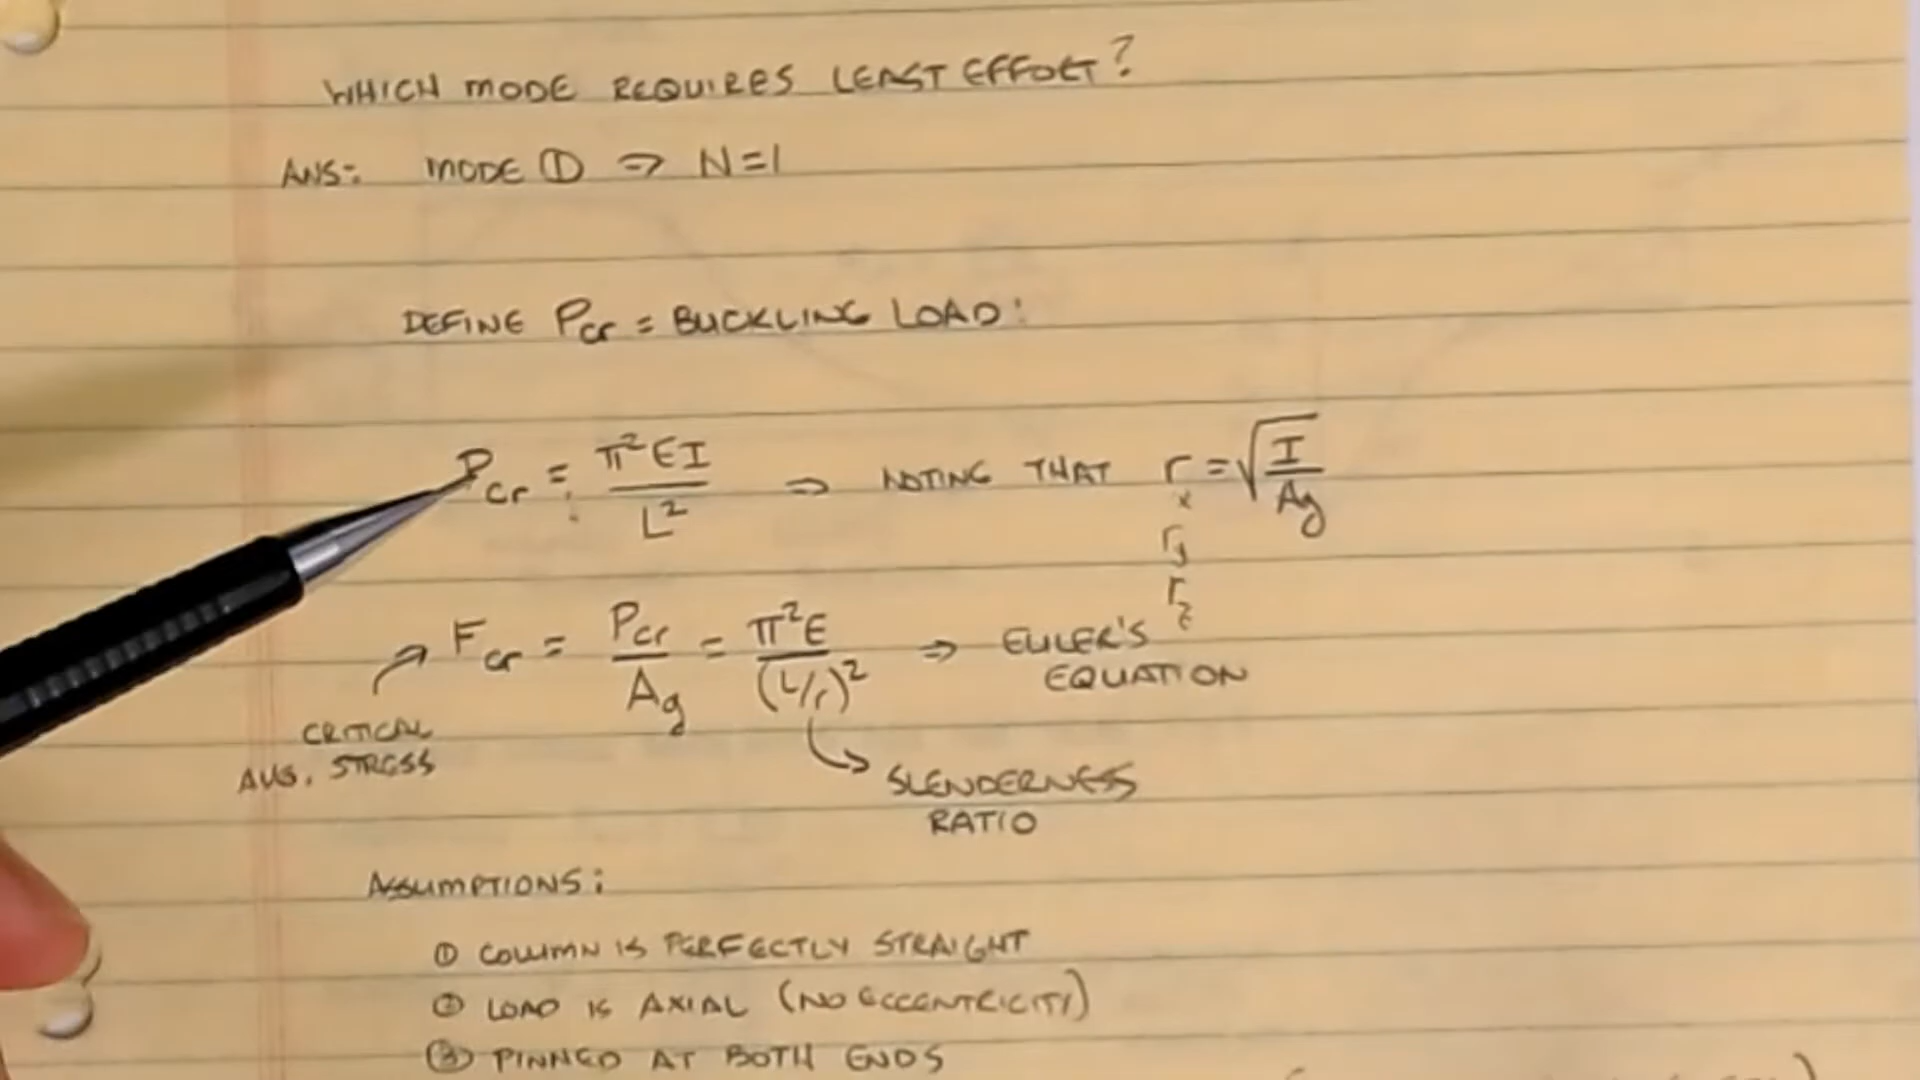 WHICH MODE REQUIRES LEAST EFFORT?
ANS: MODE ① ⇒ N=1
DEFINE Pcr = BUCKLING LOAD:
Pcr = π²EI / L² ⇒ NOTING THAT r = √(I/Ag)
x
ry
rz
Fcr = Pcr/Ag = π²E/(L/r)² ⇒ EULER'S
EQUATION
CRITICAL
AVG. STRESS
SLENDERNESS
RATIO
ASSUMPTIONS:
① COLUMN IS PERFECTLY STRAIGHT
② LOAD IS AXIAL (NO ECCENTRICITY)
③ PINNED AT BOTH ENDS